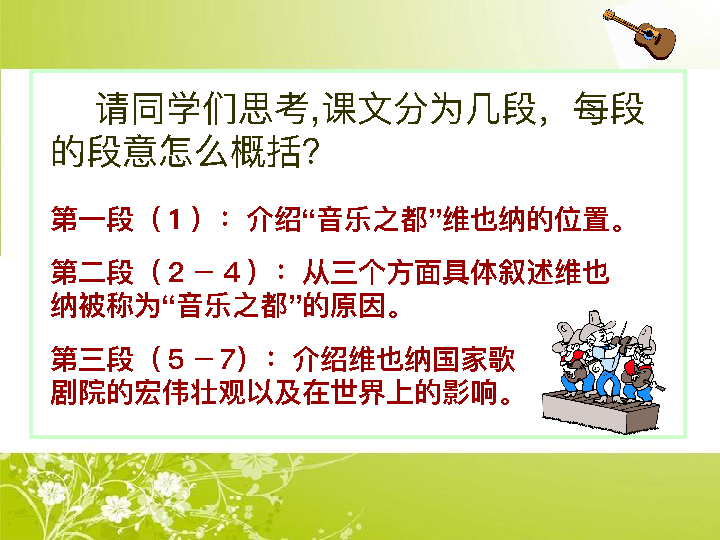 请同学们思考,课文分为几段，每段
的段意怎么概括?
第一段（1）：介绍“音乐之都”维也纳的位置。
第二段（2－4）：从三个方面具体叙述维也
纳被称为“音乐之都”的原因。
第三段（5－7）：介绍维也纳国家歌
剧院的宏伟壮观以及在世界上的影响。